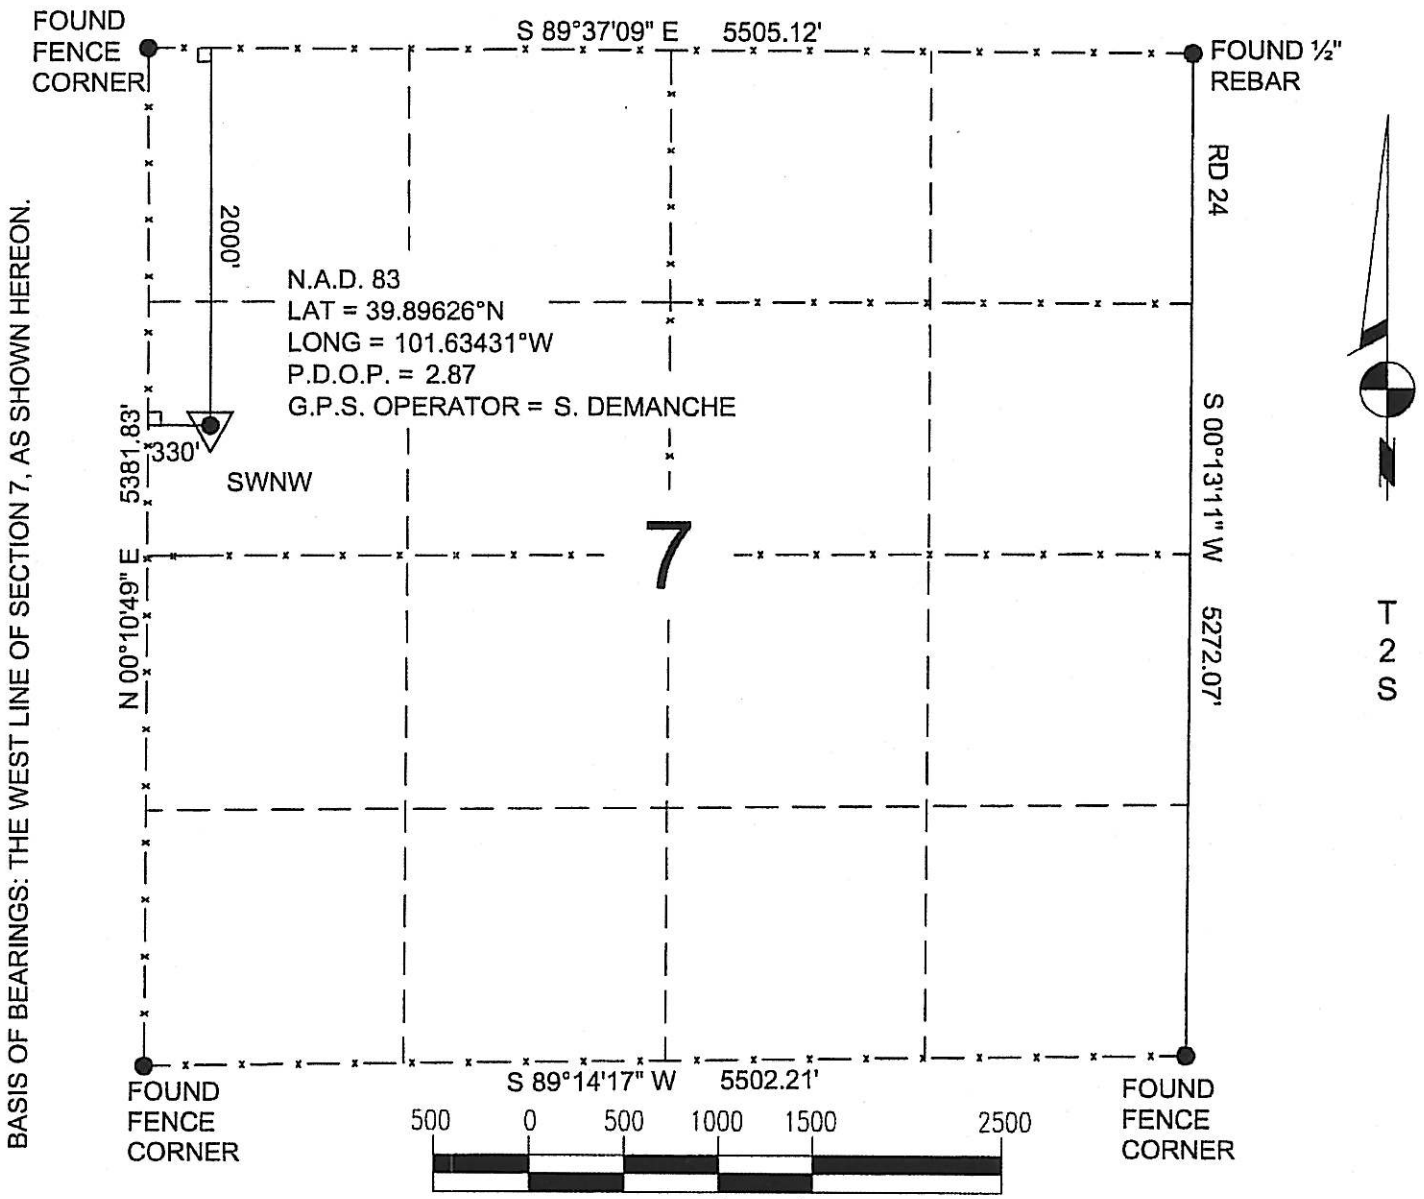 FOUND
FENCE
CORNER
S 89°37'09" E 5505.12'
FOUND ½"
REBAR
RD 24
2000'
N.A.D. 83
LAT = 39.89626°N
LONG = 101.63431°W
P.D.O.P. = 2.87
G.P.S. OPERATOR = S. DEMANCHE
BASIS OF BEARINGS: THE WEST LINE OF SECTION 7, AS SHOWN HEREON.
N 00°10'49" E 5381.83'
330'
SWNW
7
S 00°13'11" W 5272.07'
N
T
2
S
S 89°14'17" W 5502.21'
FOUND
FENCE
CORNER
FOUND
FENCE
CORNER
500 0 500 1000 1500 2500